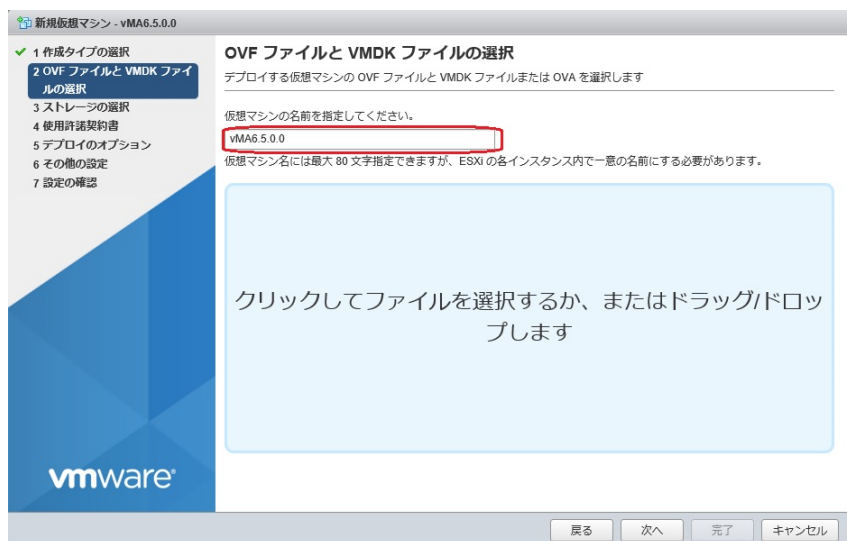 新規仮想マシン - vMA6.5.0.0
1 作成タイプの選択
2 OVF ファイルと VMDK ファイ
ルの選択
3 ストレージの選択
4 使用許諾契約書
5 デプロイのオプション
6 その他の設定
7 設定の確認
vmware
OVF ファイルと VMDK ファイルの選択
デプロイする仮想マシンの OVF ファイルと VMDK ファイルまたは OVA を選択します
仮想マシンの名前を指定してください。
vMA6.5.0.0
仮想マシン名には最大 80 文字指定できますが、ESXi の各インスタンス内で一意の名前にする必要があります。
クリックしてファイルを選択するか、またはドラッグ/ドロッ
プします
戻る
次へ
完了
キャンセル